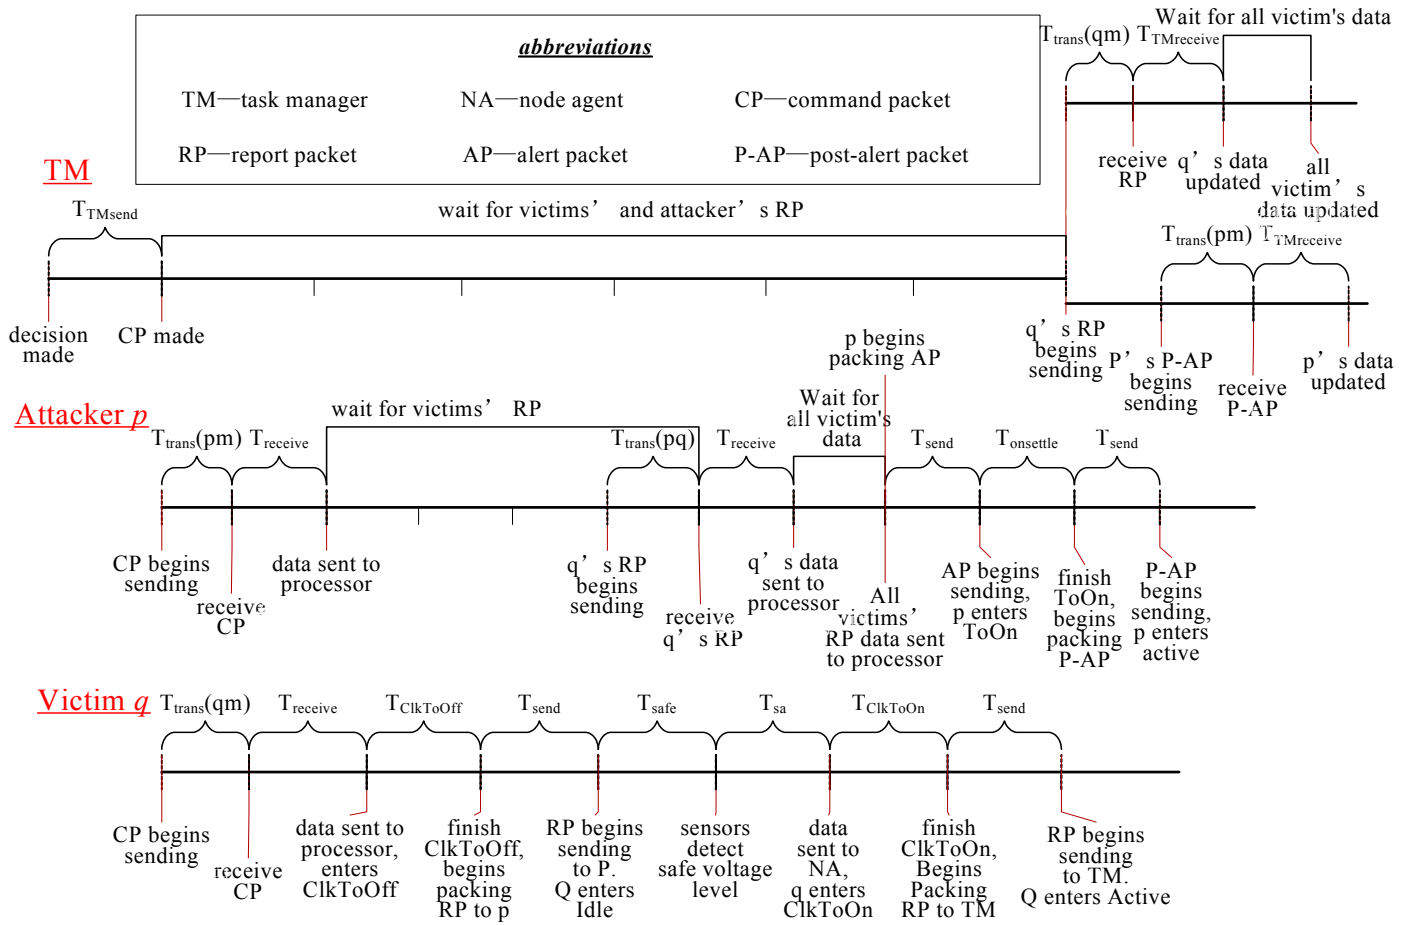 abbreviations
TM—task manager
NA—node agent
CP—command packet
RP—report packet
AP—alert packet
P-AP—post-alert packet
Wait for all victim's data
Ttrans(qm)
TTMreceive
receive
RP
q’ s data
updated
all
victim’ s
data updated
TM
TTMsend
wait for victims’ and attacker’ s RP
decision
made
CP made
Ttrans(pm)
TTMreceive
q’ s RP
begins
sending
P’ s P-AP
begins
sending
receive
P-AP
p’ s data
updated
Attacker p
p begins
packing AP
wait for victims’ RP
Wait for
all victim's
data
Ttrans(pm)
Treceive
Ttrans(pq)
Treceive
Tsend
Tonsettle
Tsend
CP begins
sending
receive
CP
data sent to
processor
q’ s RP
begins
sending
receive
q’ s RP
q’ s data
sent to
processor
All
victims’
RP data sent
to processor
AP begins
sending,
p enters
ToOn
finish
ToOn,
begins
packing
P-AP
P-AP
begins
sending,
p enters
active
Victim q
Ttrans(qm)
Treceive
TClkToOff
Tsend
Tsafe
Tsa
TClkToOn
Tsend
CP begins
sending
receive
CP
data sent to
processor,
enters
ClkToOff
finish
ClkToOff,
begins
packing
RP to p
RP begins
sending
to P.
Q enters
Idle
sensors
detect
safe voltage
level
data
sent to
NA,
q enters
ClkToOn
finish
ClkToOn,
Begins
Packing
RP to TM
RP begins
sending
to TM.
Q enters Active